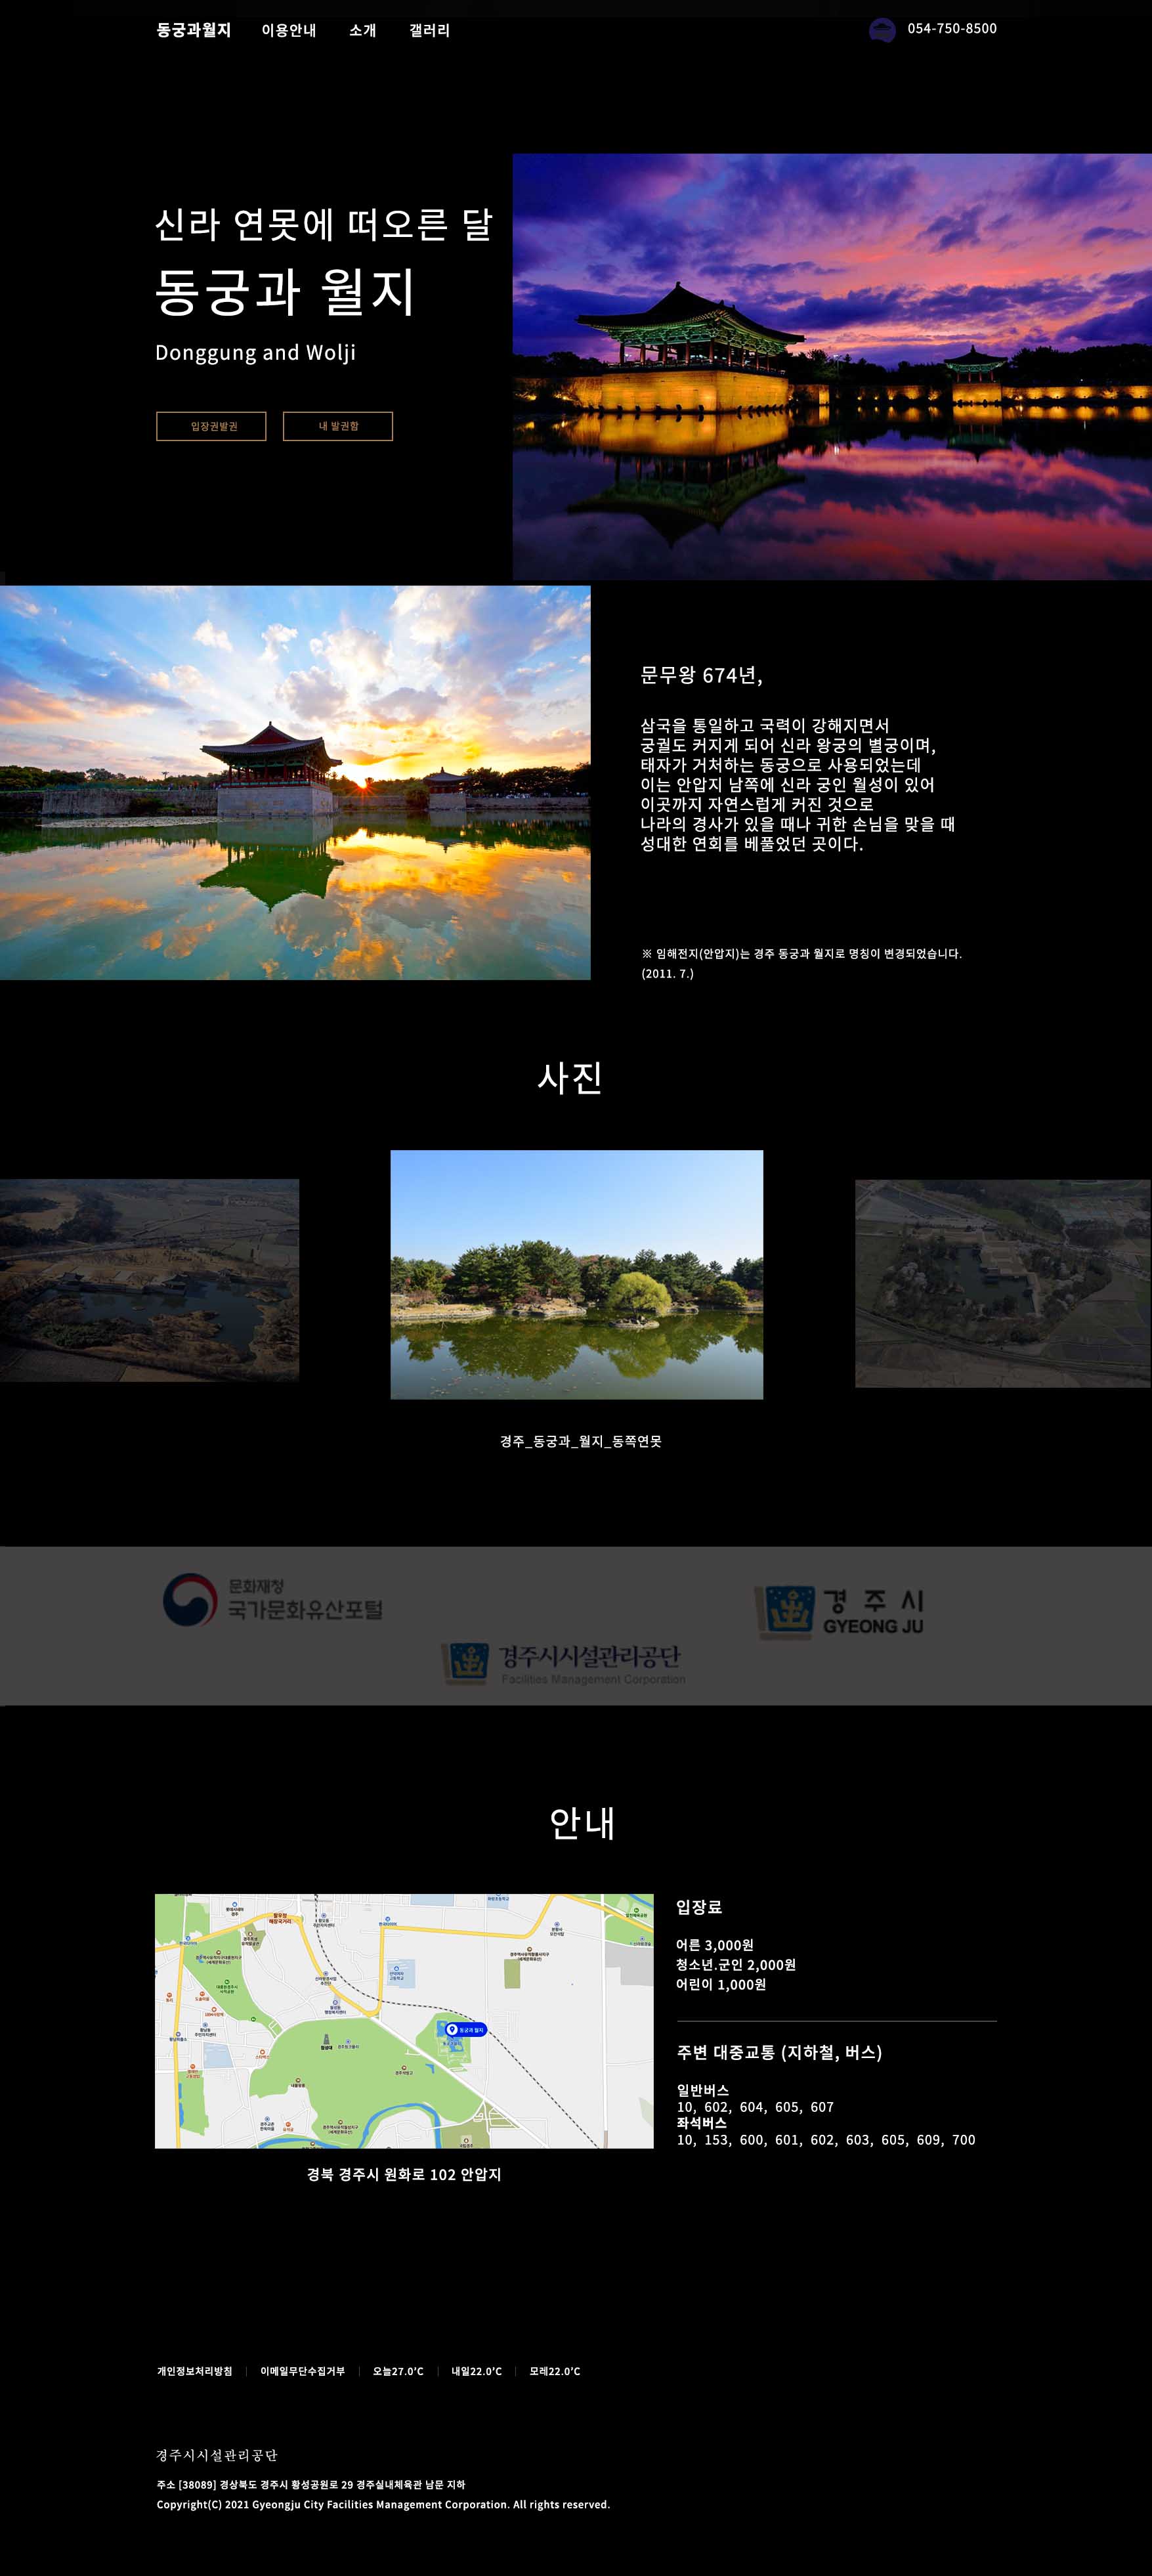 동궁과월지 이용안내 소개 갤러리 054-750-8500
신라 연못에 떠오른 달
동궁과 월지
Donggung and Wolji
입장권발권 내 발권함
문무왕 674년,
삼국을 통일하고 국력이 강해지면서
궁궐도 커지게 되어 신라 왕궁의 별궁이며,
태자가 거처하는 동궁으로 사용되었는데
이는 안압지 남쪽에 신라 궁인 월성이 있어
이곳까지 자연스럽게 커진 것으로
나라의 경사가 있을 때나 귀한 손님을 맞을 때
성대한 연회를 베풀었던 곳이다.
※ 임해전지(안압지)는 경주 동궁과 월지로 명칭이 변경되었습니다.
(2011. 7.)
사진
경주_동궁과_월지_동쪽연못
문화재청
국가문화유산포털
경주시
GYEONG JU
경주시시설관리공단
Facilities Management Corporation
안내
동궁과 월지
첨성대
입장료
어른 3,000원
청소년.군인 2,000원
어린이 1,000원
주변 대중교통 (지하철, 버스)
일반버스
10, 602, 604, 605, 607
좌석버스
10, 153, 600, 601, 602, 603, 605, 609, 700
경북 경주시 원화로 102 안압지
개인정보처리방침 이메일무단수집거부 오늘27.0°C 내일22.0°C 모레22.0°C
경주시시설관리공단
주소 [38089] 경상북도 경주시 황성공원로 29 경주실내체육관 남문 지하
Copyright(C) 2021 Gyeongju City Facilities Management Corporation. All rights reserved.